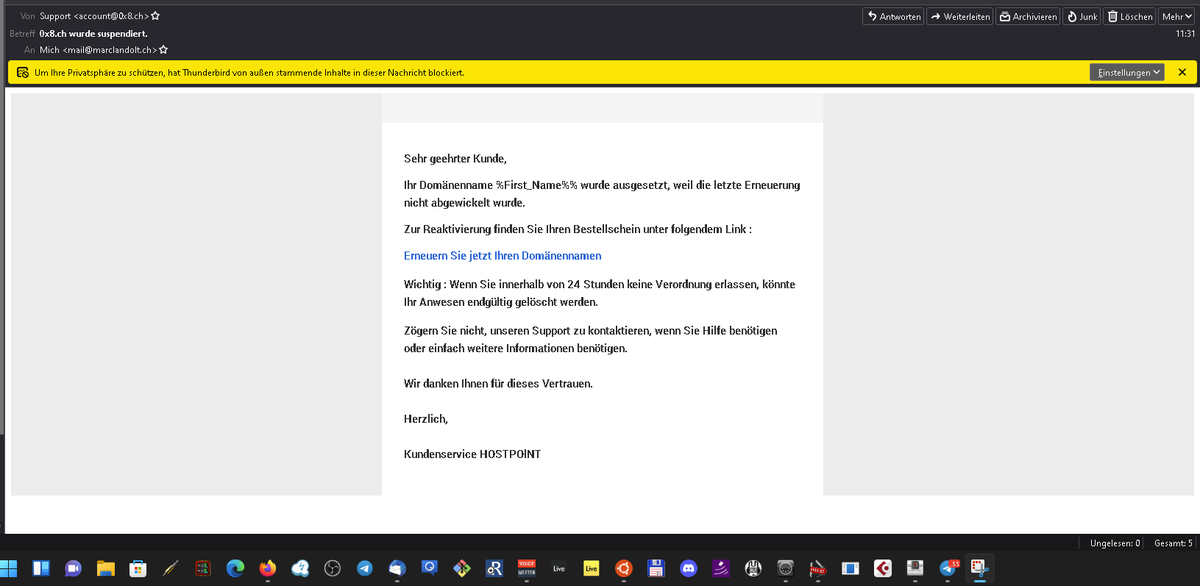 Von Support <account@0x8.ch>
Antworten Weiterleiten Archivieren Junk Löschen Mehr
Betreff 0x8.ch wurde suspendiert.
11:31
An Mich <mail@marclandolt.ch>
Um Ihre Privatsphäre zu schützen, hat Thunderbird von außen stammende Inhalte in dieser Nachricht blockiert.
Einstellungen
Sehr geehrter Kunde,
Ihr Domänenname %First_Name%% wurde ausgesetzt, weil die letzte Erneuerung
nicht abgewickelt wurde.
Zur Reaktivierung finden Sie Ihren Bestellschein unter folgendem Link :
Erneuern Sie jetzt Ihren Domänennamen
Wichtig : Wenn Sie innerhalb von 24 Stunden keine Verordnung erlassen, könnte
Ihr Anwesen endgültig gelöscht werden.
Zögern Sie nicht, unseren Support zu kontaktieren, wenn Sie Hilfe benötigen
oder einfach weitere Informationen benötigen.
Wir danken Ihnen für dieses Vertrauen.
Herzlich,
Kundenservice HOSTPOlNT
Ungelesen: 0 Gesamt: 5
Live Live